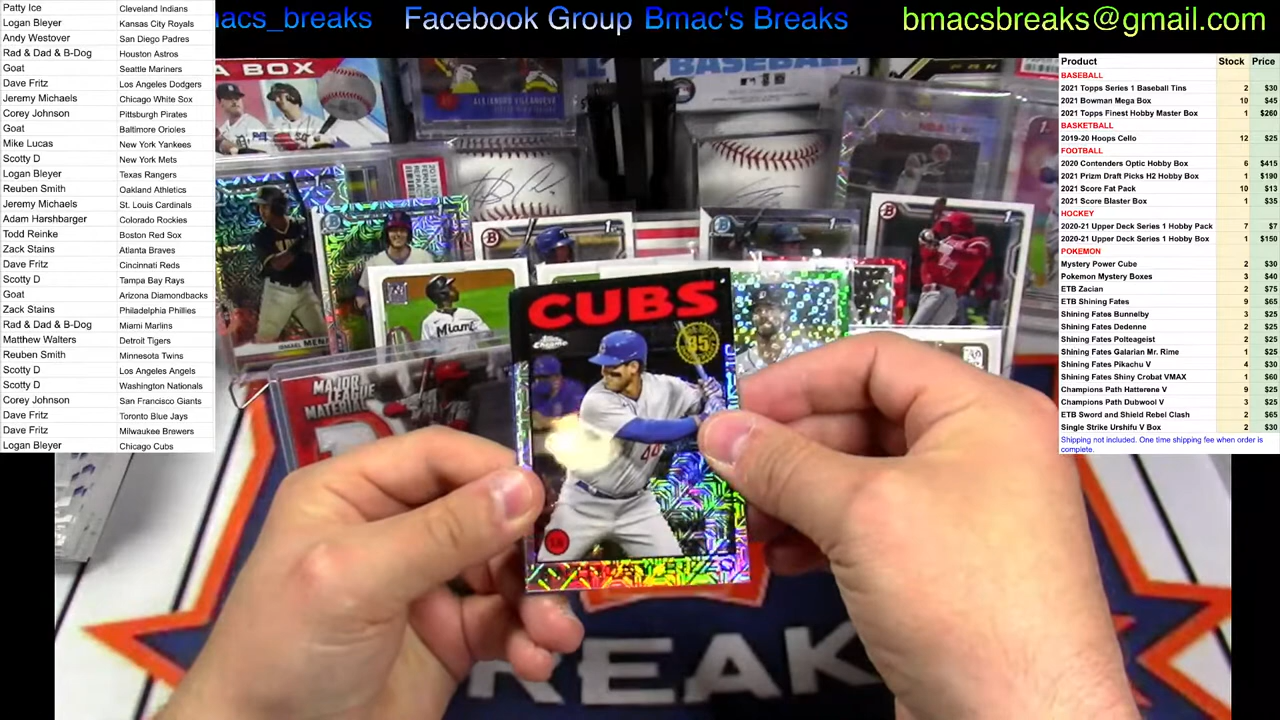 macs_breaks Facebook Group Bmac's Breaks bmacsbreaks@gmail.com
Patty Ice Cleveland Indians
Logan Bleyer Kansas City Royals
Andy Westover San Diego Padres
Rad & Dad & B-Dog Houston Astros
Goat Seattle Mariners
Dave Fritz Los Angeles Dodgers
Jeremy Michaels Chicago White Sox
Corey Johnson Pittsburgh Pirates
Goat Baltimore Orioles
Mike Lucas New York Yankees
Scotty D New York Mets
Logan Bleyer Texas Rangers
Reuben Smith Oakland Athletics
Jeremy Michaels St. Louis Cardinals
Adam Harshbarger Colorado Rockies
Todd Reinke Boston Red Sox
Zack Stains Atlanta Braves
Dave Fritz Cincinnati Reds
Scotty D Tampa Bay Rays
Goat Arizona Diamondbacks
Zack Stains Philadelphia Phillies
Rad & Dad & B-Dog Miami Marlins
Matthew Walters Detroit Tigers
Reuben Smith Minnesota Twins
Scotty D Los Angeles Angels
Scotty D Washington Nationals
Corey Johnson San Francisco Giants
Dave Fritz Toronto Blue Jays
Dave Fritz Milwaukee Brewers
Logan Bleyer Chicago Cubs
Product Stock Price
BASEBALL
2021 Topps Series 1 Baseball Tins 2 $30
2021 Bowman Mega Box 10 $45
2021 Topps Finest Hobby Master Box 1 $260
BASKETBALL
2019-20 Hoops Cello 12 $25
FOOTBALL
2020 Contenders Optic Hobby Box 6 $415
2021 Prizm Draft Picks H2 Hobby Box 1 $190
2021 Score Fat Pack 10 $13
2021 Score Blaster Box 1 $35
HOCKEY
2020-21 Upper Deck Series 1 Hobby Pack 7 $7
2020-21 Upper Deck Series 1 Hobby Box 1 $150
POKEMON
Mystery Power Cube 2 $30
Pokemon Mystery Boxes 3 $40
ETB Zacian 2 $75
ETB Shining Fates 9 $65
Shining Fates Bunnelby 3 $25
Shining Fates Dedenne 2 $25
Shining Fates Polteageist 2 $25
Shining Fates Galarian Mr. Rime 1 $25
Shining Fates Pikachu V 4 $30
Shining Fates Shiny Crobat VMAX 1 $60
Champions Path Hatterene V 9 $25
Champions Path Dubwool V 3 $25
ETB Sword and Shield Rebel Clash 2 $65
Single Strike Urshifu V Box 2 $30
Shipping not included. One time shipping fee when order is
complete.
A BOX
BASEBALL
Miami
CUBS
Chrome
35
MAJOR
LEAGUE
MATERIAL
1B
REAK